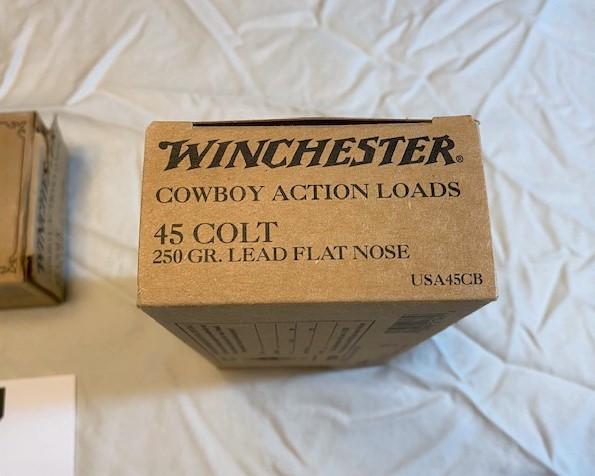 WINCHESTER®
COWBOY ACTION LOADS
45 COLT
250 GR. LEAD FLAT NOSE
USA45CB